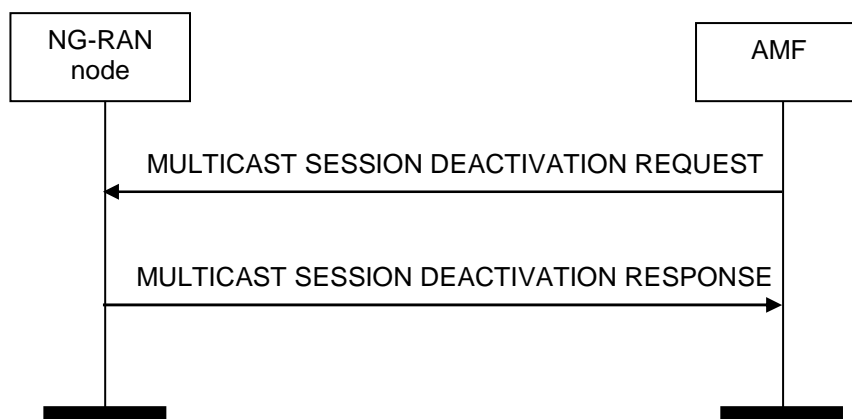 NG-RAN
node
AMF
MULTICAST SESSION DEACTIVATION REQUEST
MULTICAST SESSION DEACTIVATION RESPONSE